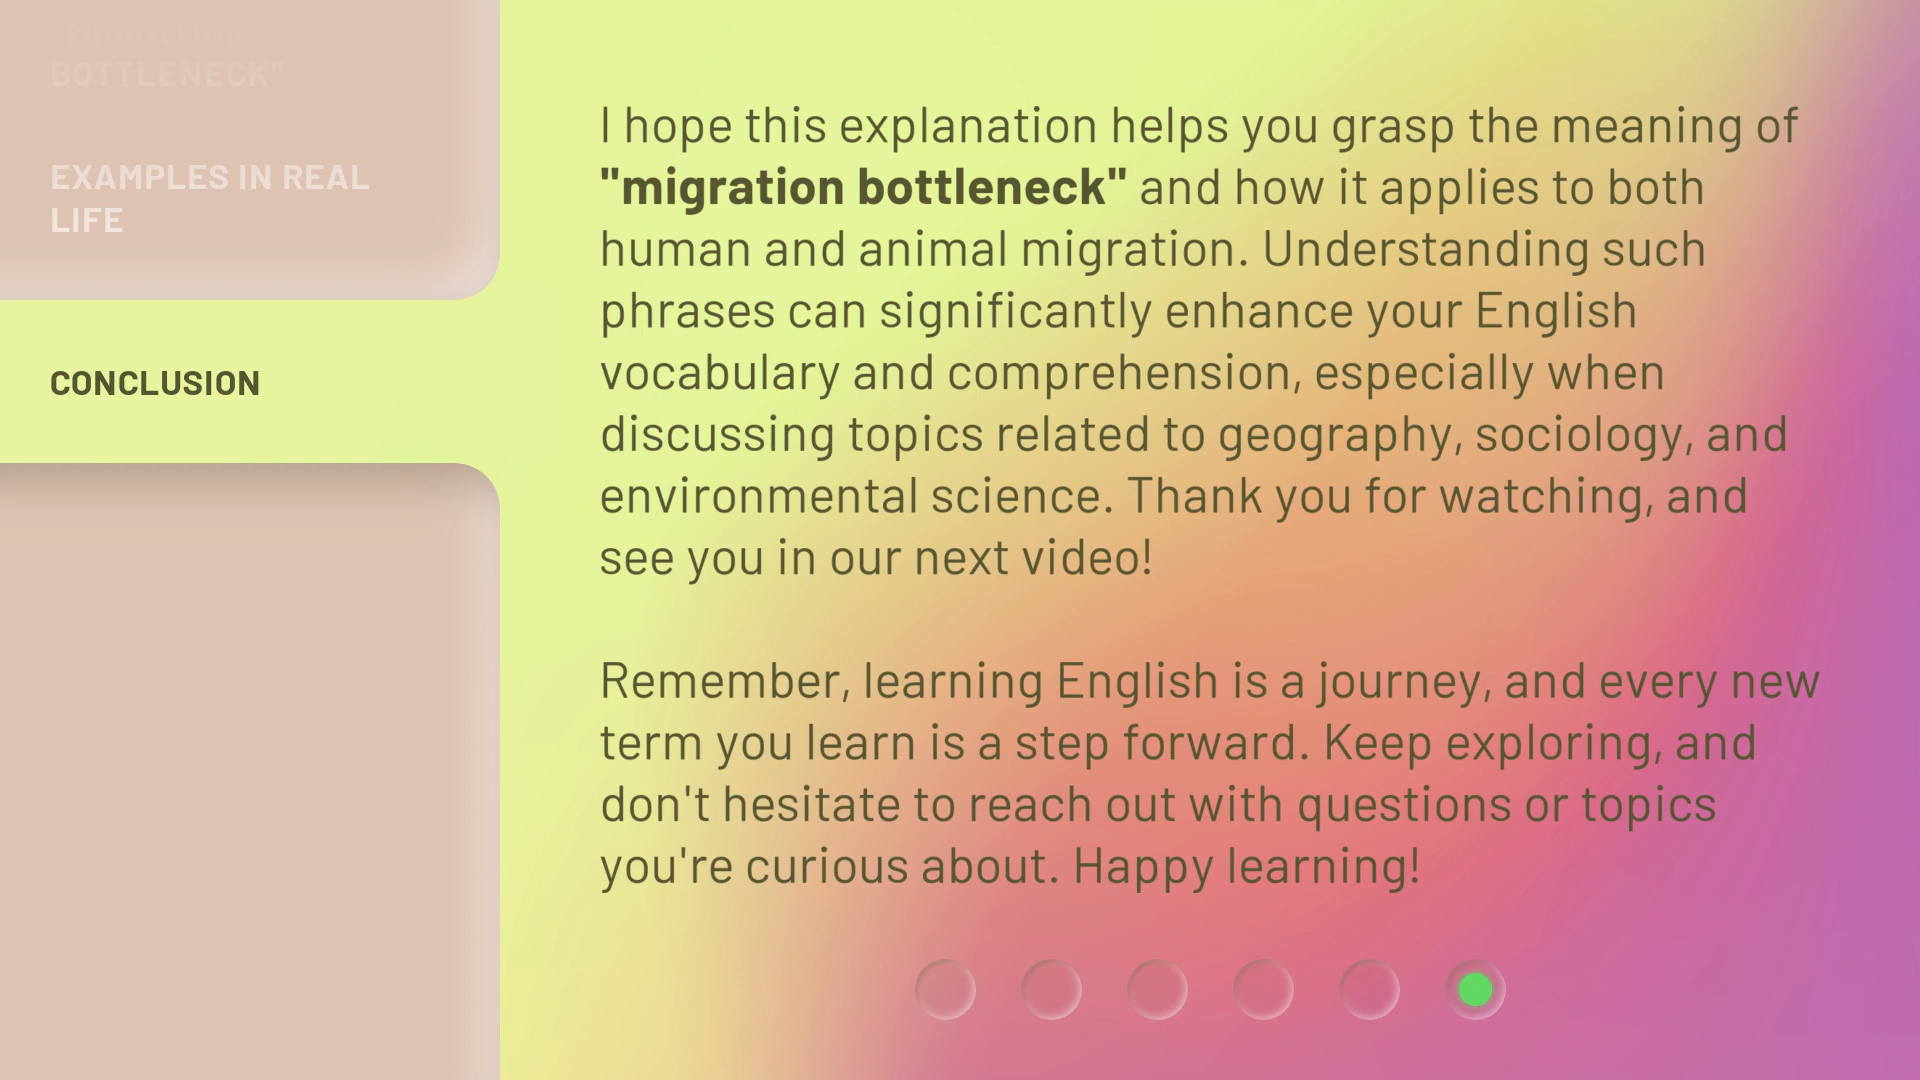 "MIGRATION
BOTTLENECK"
EXAMPLES IN REAL
LIFE
CONCLUSION
I hope this explanation helps you grasp the meaning of
"migration bottleneck" and how it applies to both
human and animal migration. Understanding such
phrases can significantly enhance your English
vocabulary and comprehension, especially when
discussing topics related to geography, sociology, and
environmental science. Thank you for watching, and
see you in our next video!
Remember, learning English is a journey, and every new
term you learn is a step forward. Keep exploring, and
don't hesitate to reach out with questions or topics
you're curious about. Happy learning!